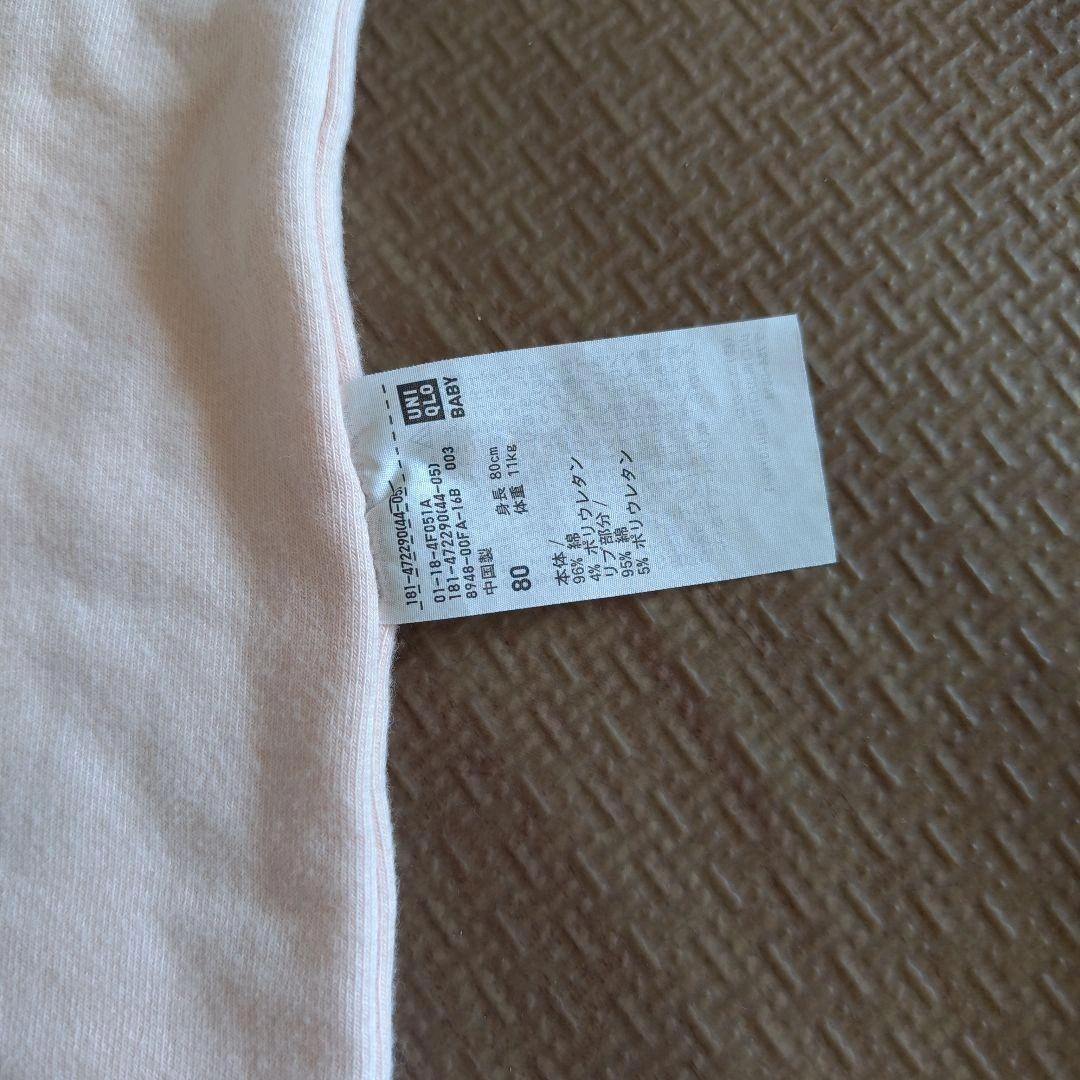 UNI
QLO
BABY
181-472290(44-05)
01-18-4F051A
181-472290(44-05)
8948-00FA-16B 003
中国製
80
身長 80cm
体重 11kg
本体/
96% 綿
4% ポリウレタン
リブ部分/
95% 綿
5% ポリウレタン